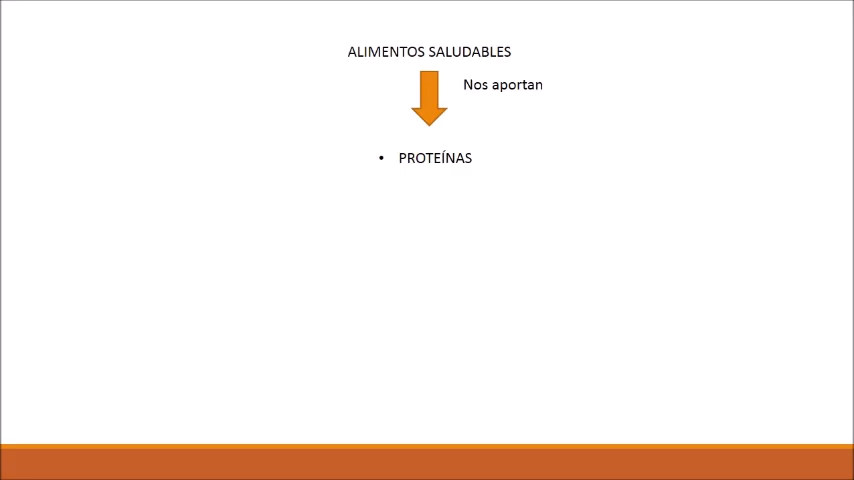 ALIMENTOS SALUDABLES
Nos aportan
• PROTEÍNAS